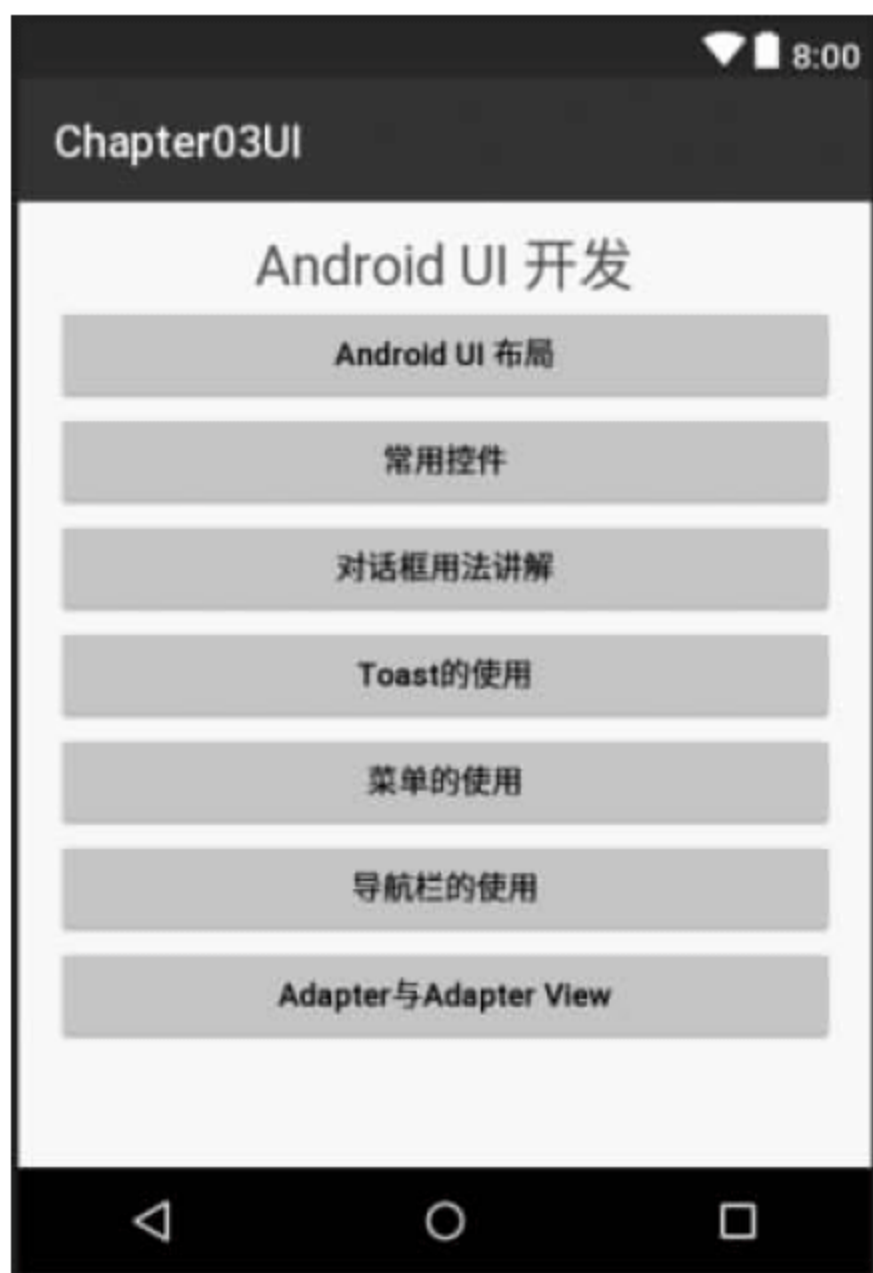 8:00
Chapter03UI
Android UI 开发
Android UI 布局
常用控件
对话框用法讲解
Toast的使用
菜单的使用
导航栏的使用
Adapter与Adapter View